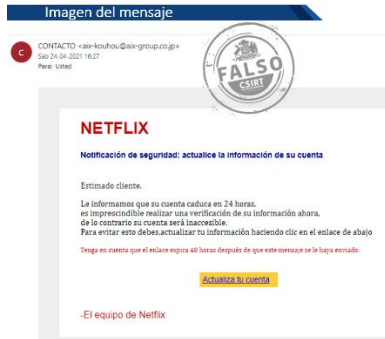 Imagen del mensaje
C
CONTACTO <aix-kouhou@aix-group.co.jp>
Sáb 24-04-2021 16:27
Para: Usted
FALSO
CSIRT
NETFLIX
Notificación de seguridad: actualice la información de su cuenta
Estimado cliente.
Le informamos que su cuenta caduca en 24 horas.
es imprescindible realizar una verificación de su información ahora,
de lo contrario su cuenta será inaccesible.
Para evitar esto debes.actualizar tu información haciendo clic en el enlace de abajo
Tenga en cuenta que el enlace expira 40 horas después de que este mensaje se le haya enviado.
Actualiza tu cuenta
-El equipo de Netflix